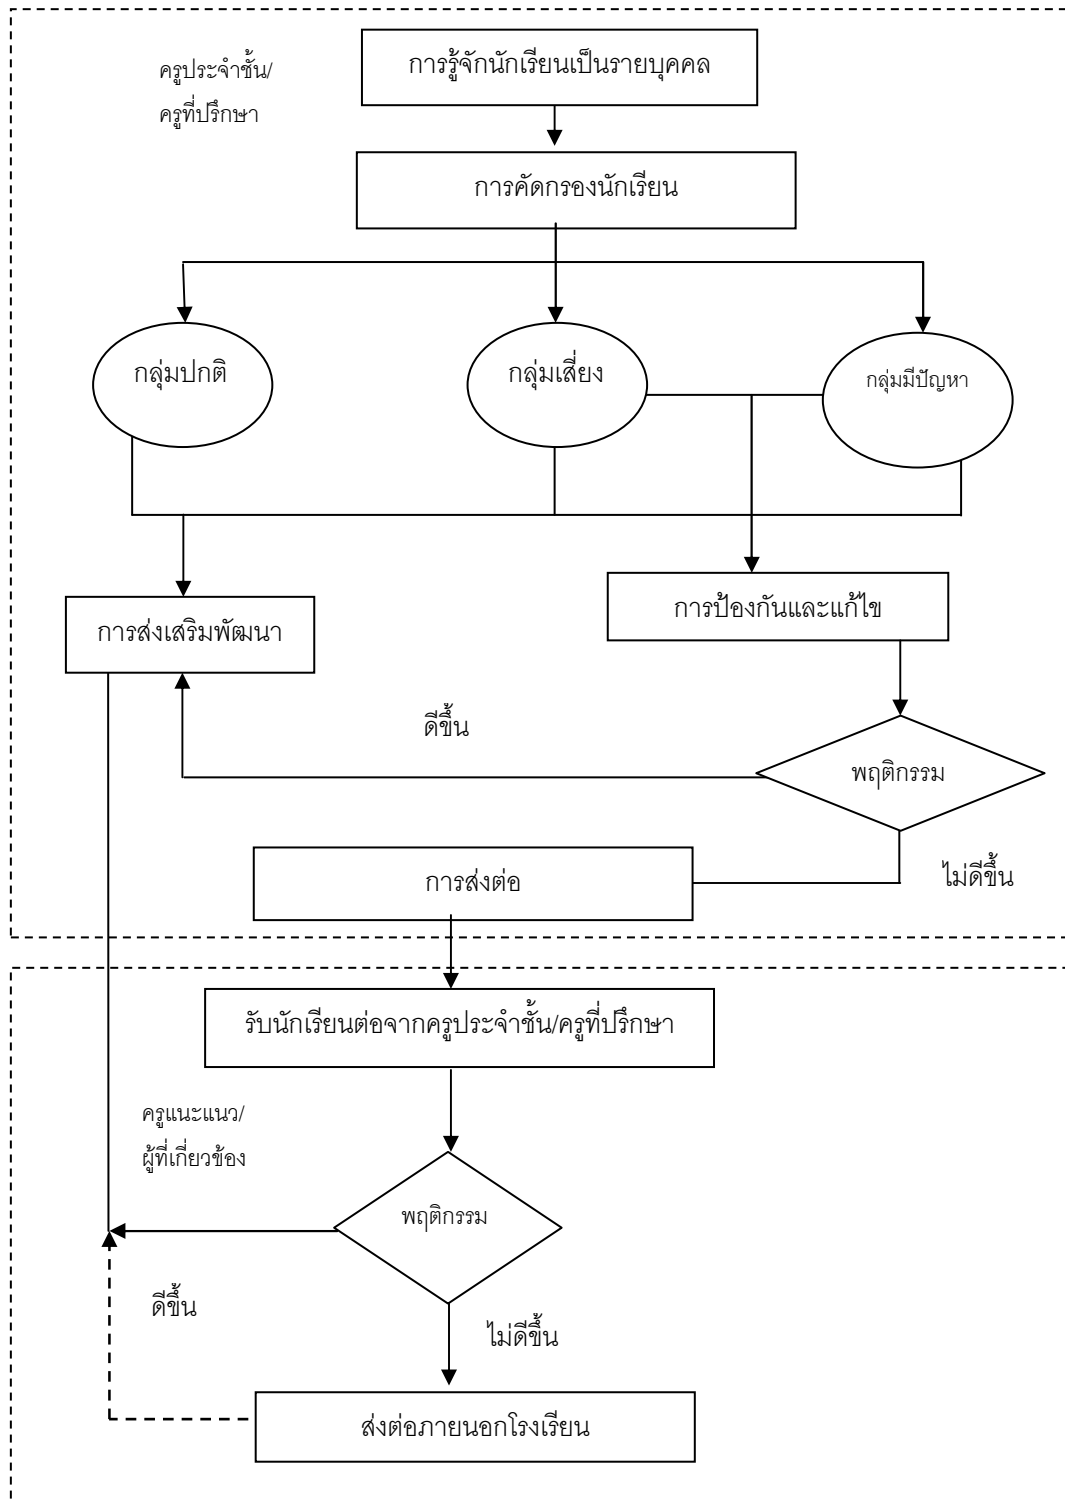 ครูประจำชั้น/
ครูที่ปรึกษา
การรู้จักนักเรียนเป็นรายบุคคล
การคัดกรองนักเรียน
กลุ่มปกติ
กลุ่มเสี่ยง
กลุ่มมีปัญหา
การส่งเสริมพัฒนา
การป้องกันและแก้ไข
ดีขึ้น
พฤติกรรม
ไม่ดีขึ้น
การส่งต่อ
รับนักเรียนต่อจากครูประจำชั้น/ครูที่ปรึกษา
ครูแนะแนว/
ผู้ที่เกี่ยวข้อง
พฤติกรรม
ดีขึ้น
ไม่ดีขึ้น
ส่งต่อภายนอกโรงเรียน